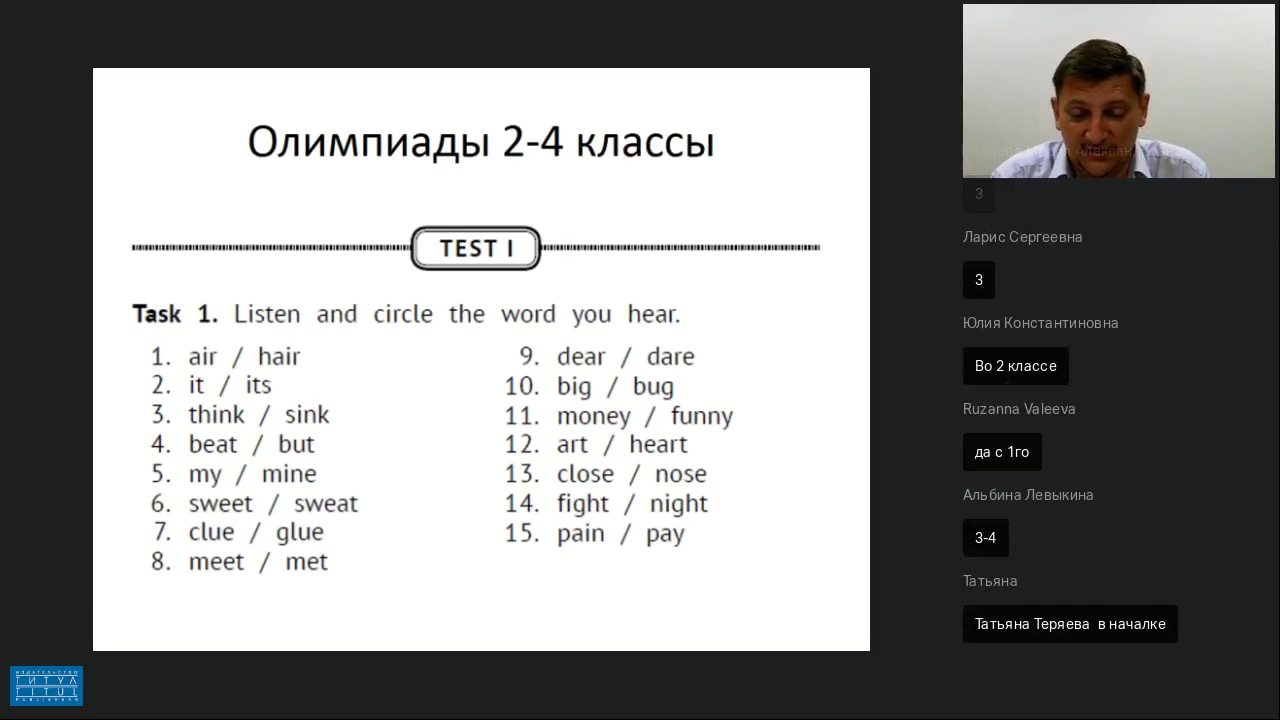 Олимпиады 2-4 классы
TEST I
Task 1. Listen and circle the word you hear.
1. air / hair
2. it / its
3. think / sink
4. beat / but
5. my / mine
6. sweet / sweat
7. clue / glue
8. meet / met
9. dear / dare
10. big / bug
11. money / funny
12. art / heart
13. close / nose
14. fight / night
15. pain / pay
3
Ларис Сергеевна
3
Юлия Константиновна
Во 2 классе
Ruzanna Valeeva
да с 1го
Альбина Левыкина
3-4
Татьяна
Татьяна Теряева в началке
ИЗДАТЕЛЬСТВО
ТИТУЛ
TITUL
PUBLISHERS